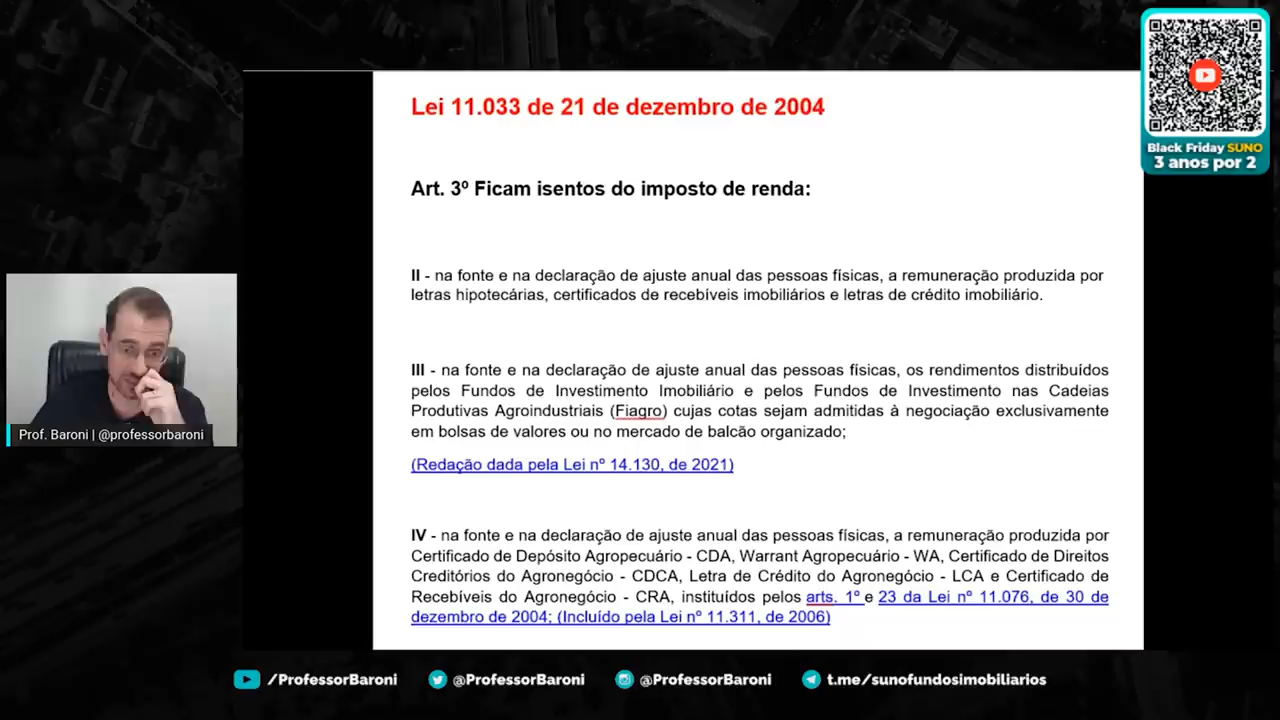 Black Friday SUNO
3 anos por 2
Lei 11.033 de 21 de dezembro de 2004
Art. 3º Ficam isentos do imposto de renda:
II - na fonte e na declaração de ajuste anual das pessoas físicas, a remuneração produzida por
letras hipotecárias, certificados de recebíveis imobiliários e letras de crédito imobiliário.
III - na fonte e na declaração de ajuste anual das pessoas físicas, os rendimentos distribuídos
pelos Fundos de Investimento Imobiliário e pelos Fundos de Investimento nas Cadeias
Produtivas Agroindustriais (Fiagro) cujas cotas sejam admitidas à negociação exclusivamente
em bolsas de valores ou no mercado de balcão organizado;
(Redação dada pela Lei nº 14.130, de 2021)
IV - na fonte e na declaração de ajuste anual das pessoas físicas, a remuneração produzida por
Certificado de Depósito Agropecuário - CDA, Warrant Agropecuário - WA, Certificado de Direitos
Creditórios do Agronegócio - CDCA, Letra de Crédito do Agronegócio - LCA e Certificado de
Recebíveis do Agronegócio - CRA, instituídos pelos arts. 1º e 23 da Lei nº 11.076, de 30 de
dezembro de 2004; (Incluído pela Lei nº 11.311, de 2006)
Prof. Baroni | @professorbaroni
/ProfessorBaroni @ProfessorBaroni @ProfessorBaroni t.me/sunofundosimobiliarios